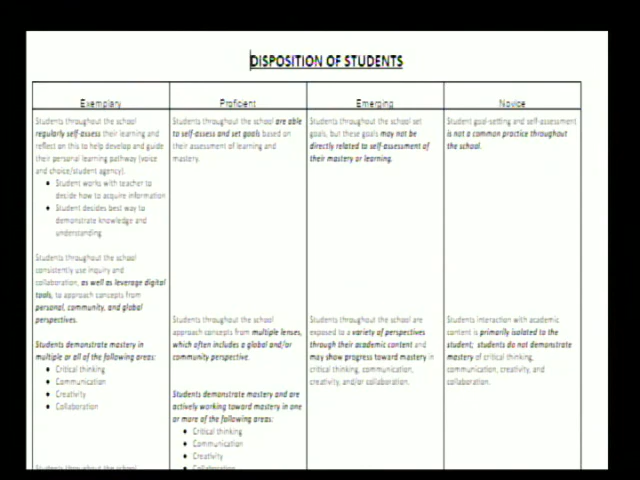 DISPOSITION OF STUDENTS
Exemplary
Proficient
Emerging
Novice
Students throughout the school
regularly self-assess their learning and
reflect on this to help develop and guide
their personal learning pathway (voice
and choice/student agency).
• Student works with teacher to
decide how to acquire information
• Student decides best way to
demonstrate knowledge and
understanding
Students throughout the school
consistently use inquiry and
collaboration, as well as leverage digital
tools, to approach concepts from
personal, community, and global
perspectives.
Students demonstrate mastery in
multiple or all of the following areas:
• Critical thinking
• Communication
• Creativity
• Collaboration
Students throughout the school
Students throughout the school are able
to self-assess and set goals based on
their assessment of learning and
mastery.
Students throughout the school
approach concepts from multiple lenses,
which often includes a global and/or
community perspective.
Students demonstrate mastery and are
actively working toward mastery in one
or more of the following areas:
• Critical thinking
• Communication
• Creativity
• Collaboration
Students throughout the school set
goals, but these goals may not be
directly related to self-assessment of
their mastery or learning.
Students throughout the school are
exposed to a variety of perspectives
through their academic content and
may show progress toward mastery in
critical thinking, communication,
creativity, and/or collaboration.
Student goal-setting and self-assessment
is not a common practice throughout
the school.
Students interaction with academic
content is primarily isolated to the
student; students do not demonstrate
mastery of critical thinking,
communication, creativity, and
collaboration.